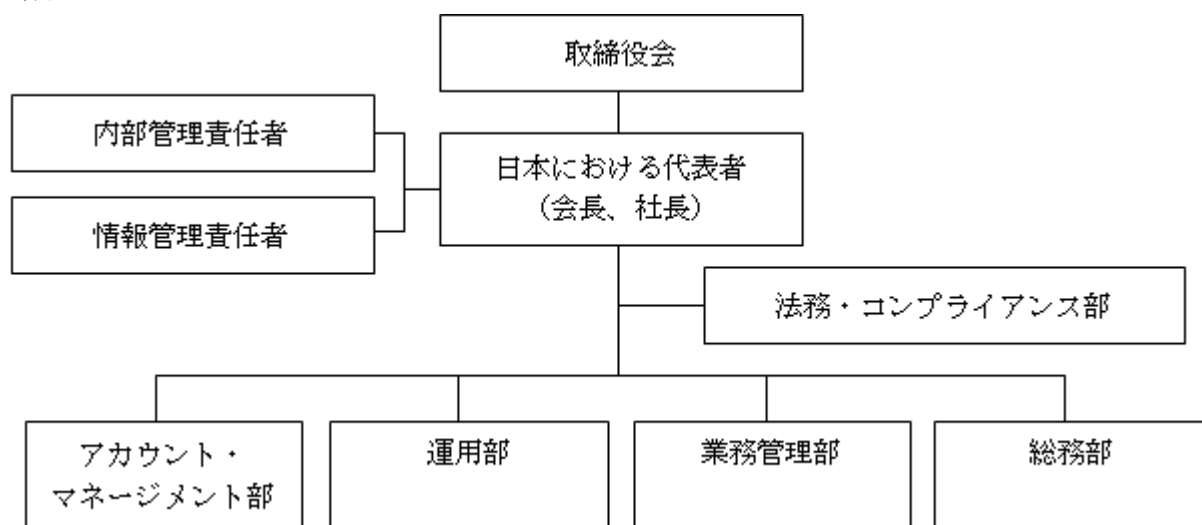 取締役会
内部管理責任者
日本における代表者
(会長、社長)
情報管理責任者
法務・コンプライアンス部
アカウント・
マネージメント部
運用部
業務管理部
総務部